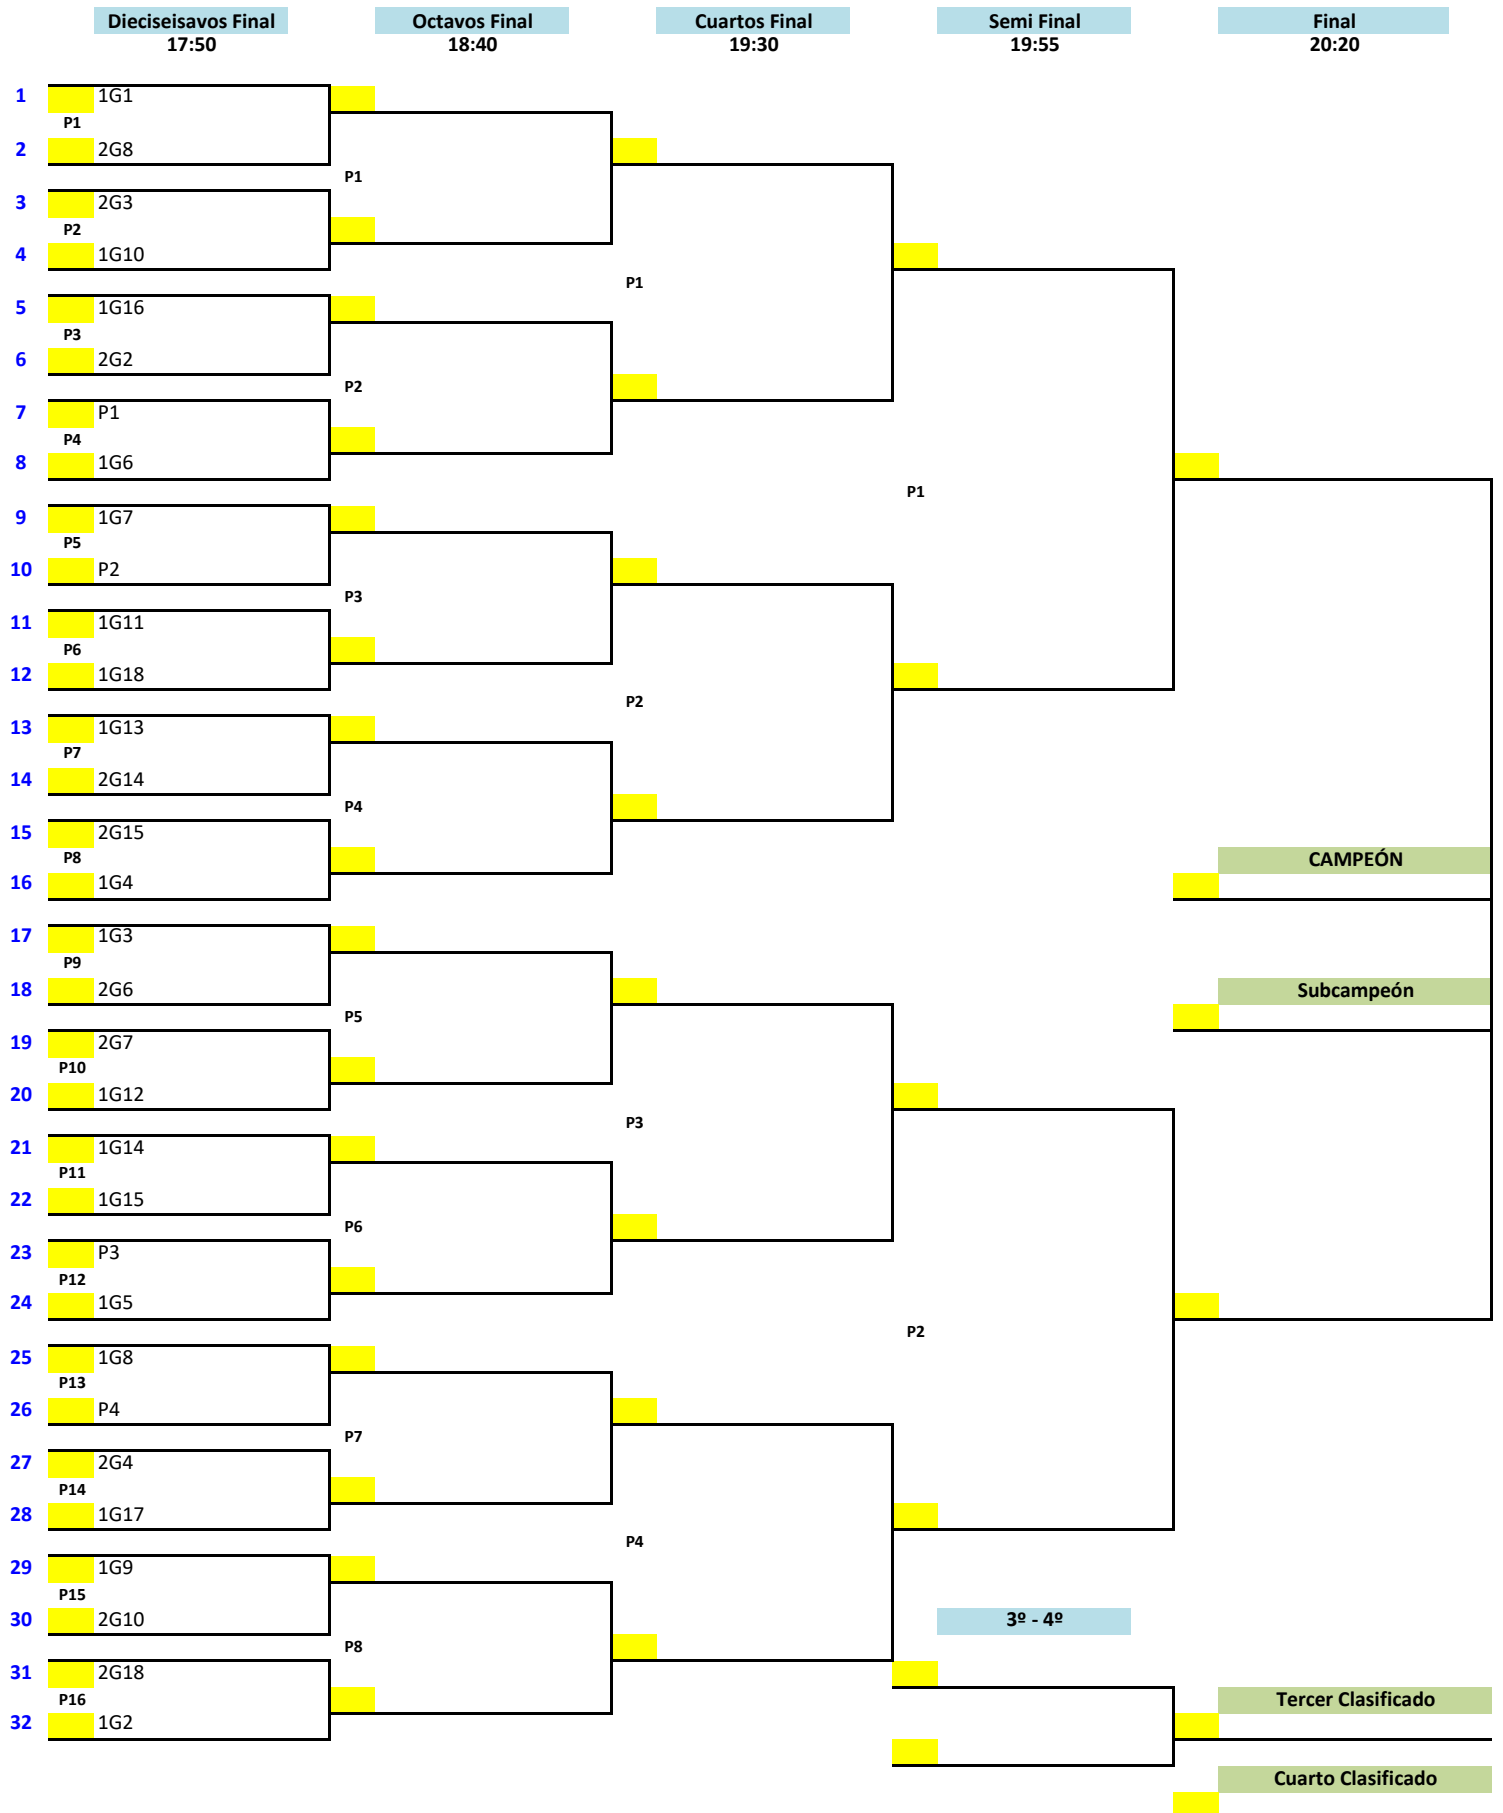 Dieciseisavos Final Octavos Final Cuartos Final Semi Final Final
17:50 18:40 19:30 19:55 20:20
1 1G1
P1
2 2G8
P1
3 2G3
P2
4 1G10
P1
5 1G16
P3
6 2G2
P2
7 P1
P4
8 1G6
P1
9 1G7
P5
10 P2
P3
11 1G11
P6
12 1G18
P2
13 1G13
P7
14 2G14
P4
15 2G15
P8 CAMPEÓN
16 1G4
17 1G3
P9
18 2G6 Subcampeón
P5
19 2G7
P10
20 1G12
P3
21 1G14
P11
22 1G15
P6
23 P3
P12
24 1G5
P2
25 1G8
P13
26 P4
P7
27 2G4
P14
28 1G17
P4
29 1G9
P15
30 2G10 3º - 4º
P8
31 2G18
P16 Tercer Clasificado
32 1G2
Cuarto Clasificado